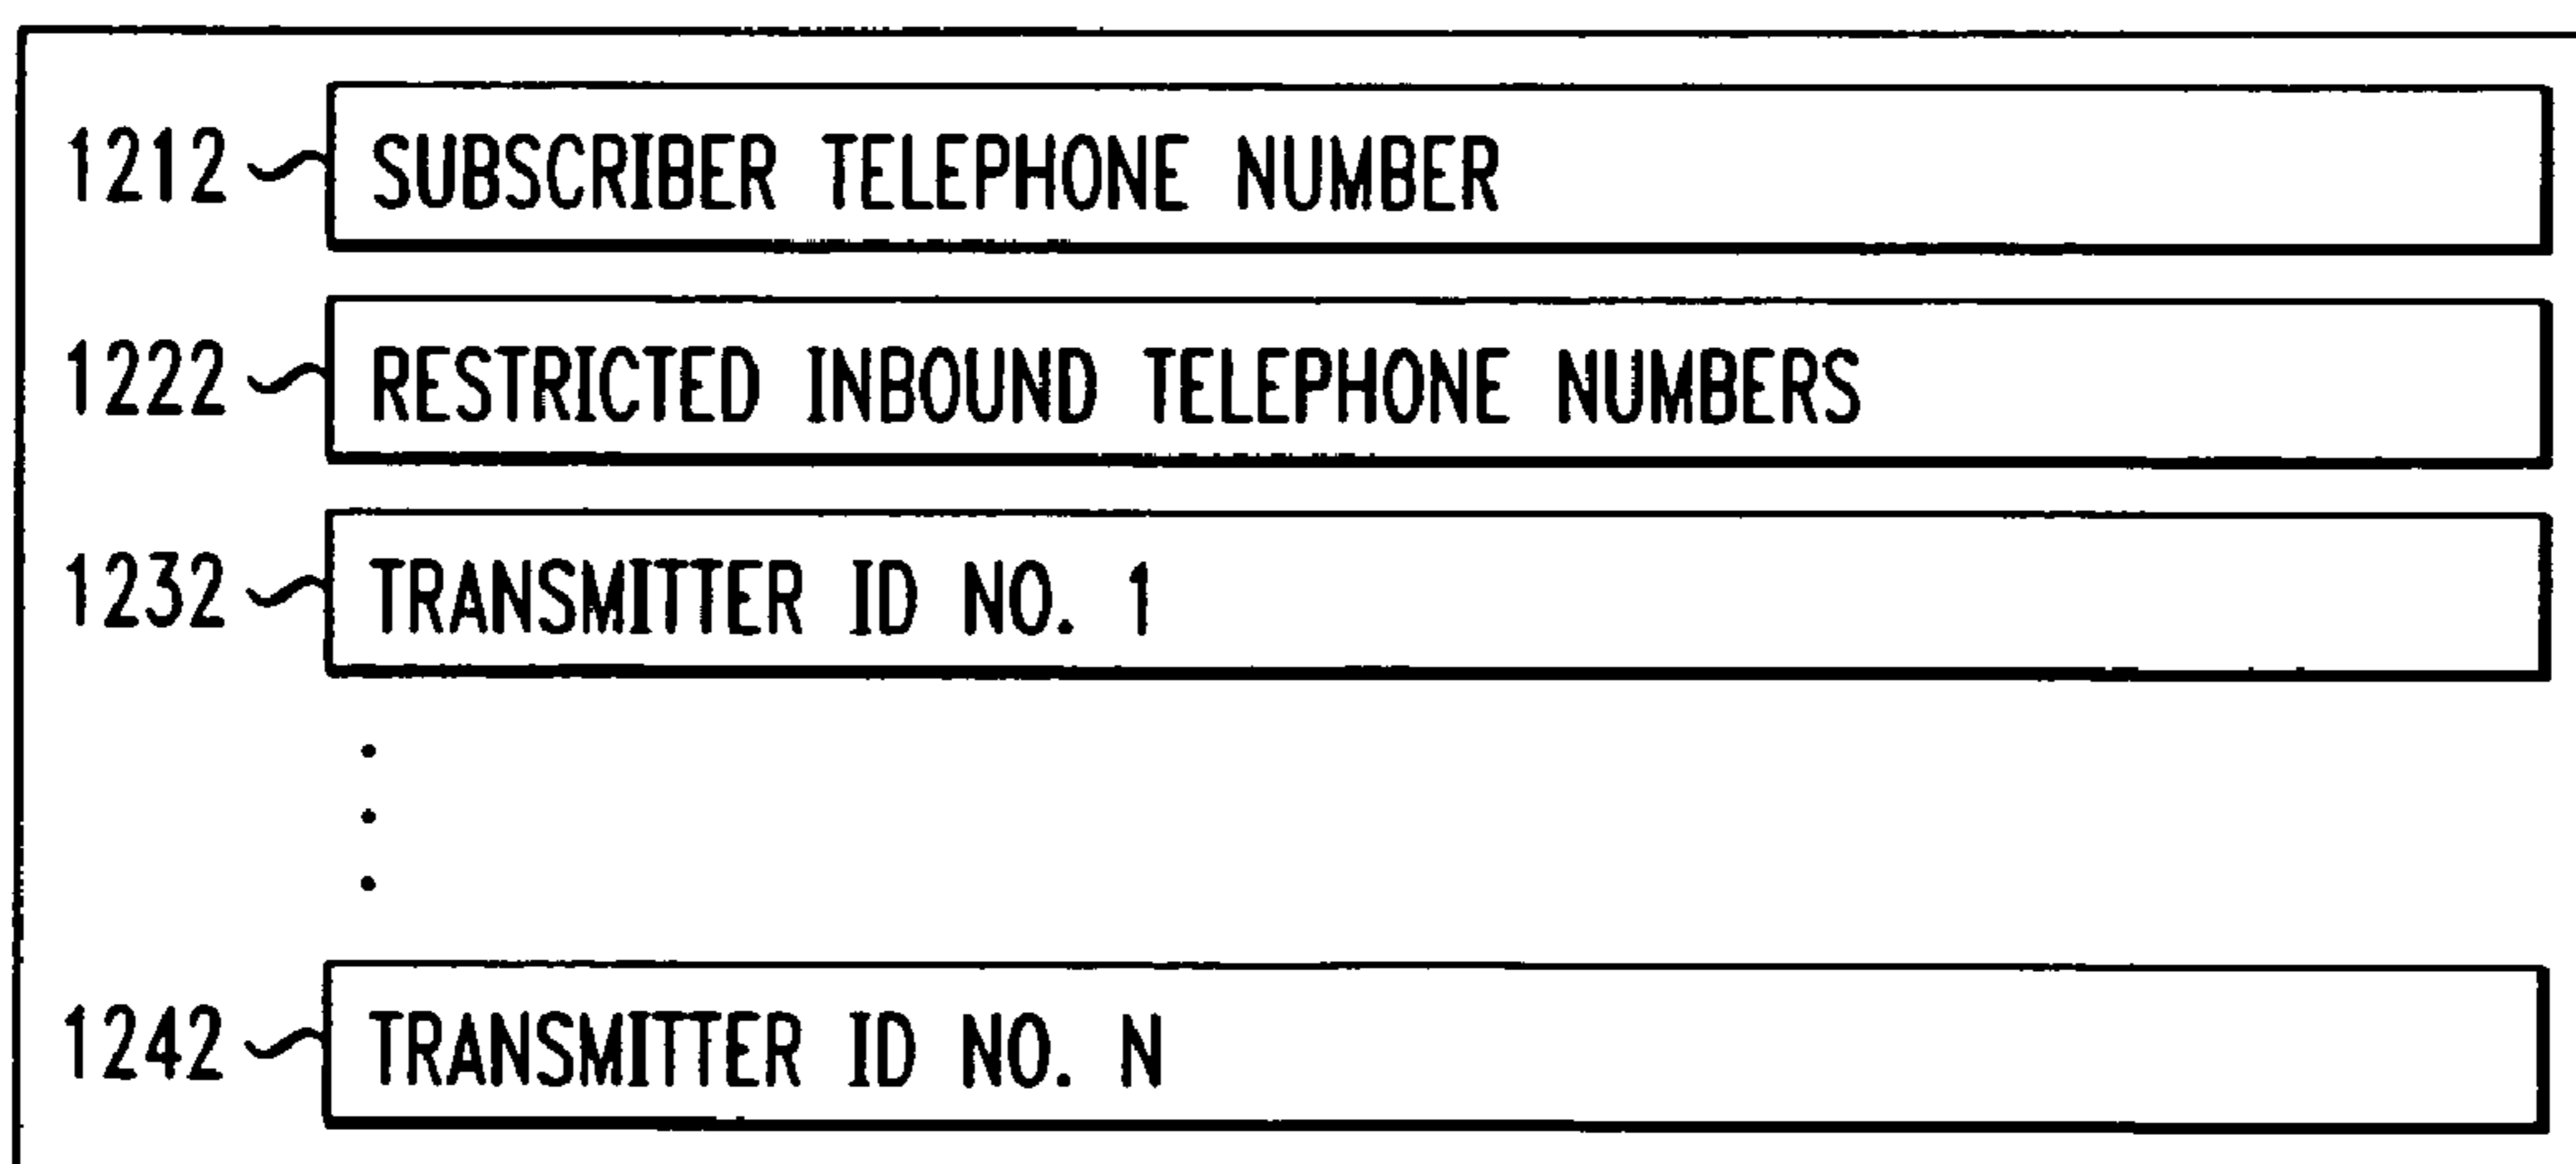 1212 SUBSCRIBER TELEPHONE NUMBER
1222 RESTRICTED INBOUND TELEPHONE NUMBERS
1232 TRANSMITTER ID NO. 1
1242 TRANSMITTER ID NO. N